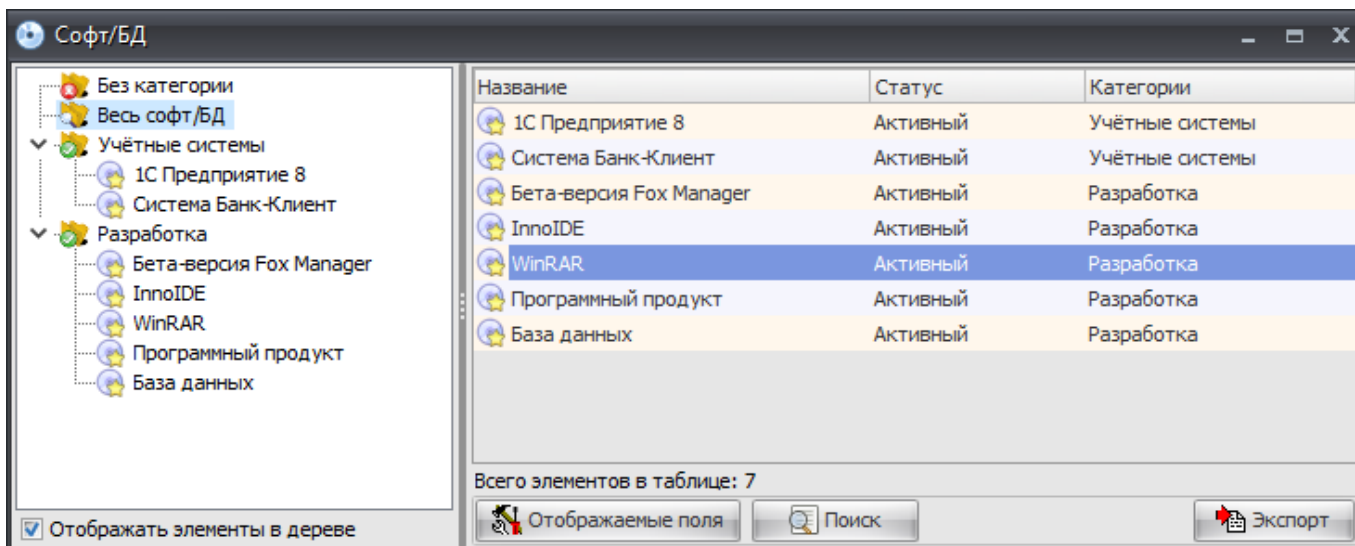 Софт/БД
Без категории
Весь софт/БД
Учётные системы
1С Предприятие 8
Система Банк-Клиент
Разработка
Бета-версия Fox Manager
InnoIDE
WinRAR
Программный продукт
База данных
Отображать элементы в дереве
Название Статус Категории
1С Предприятие 8 Активный Учётные системы
Система Банк-Клиент Активный Учётные системы
Бета-версия Fox Manager Активный Разработка
InnoIDE Активный Разработка
WinRAR Активный Разработка
Программный продукт Активный Разработка
База данных Активный Разработка
Всего элементов в таблице: 7
Отображаемые поля Поиск Экспорт